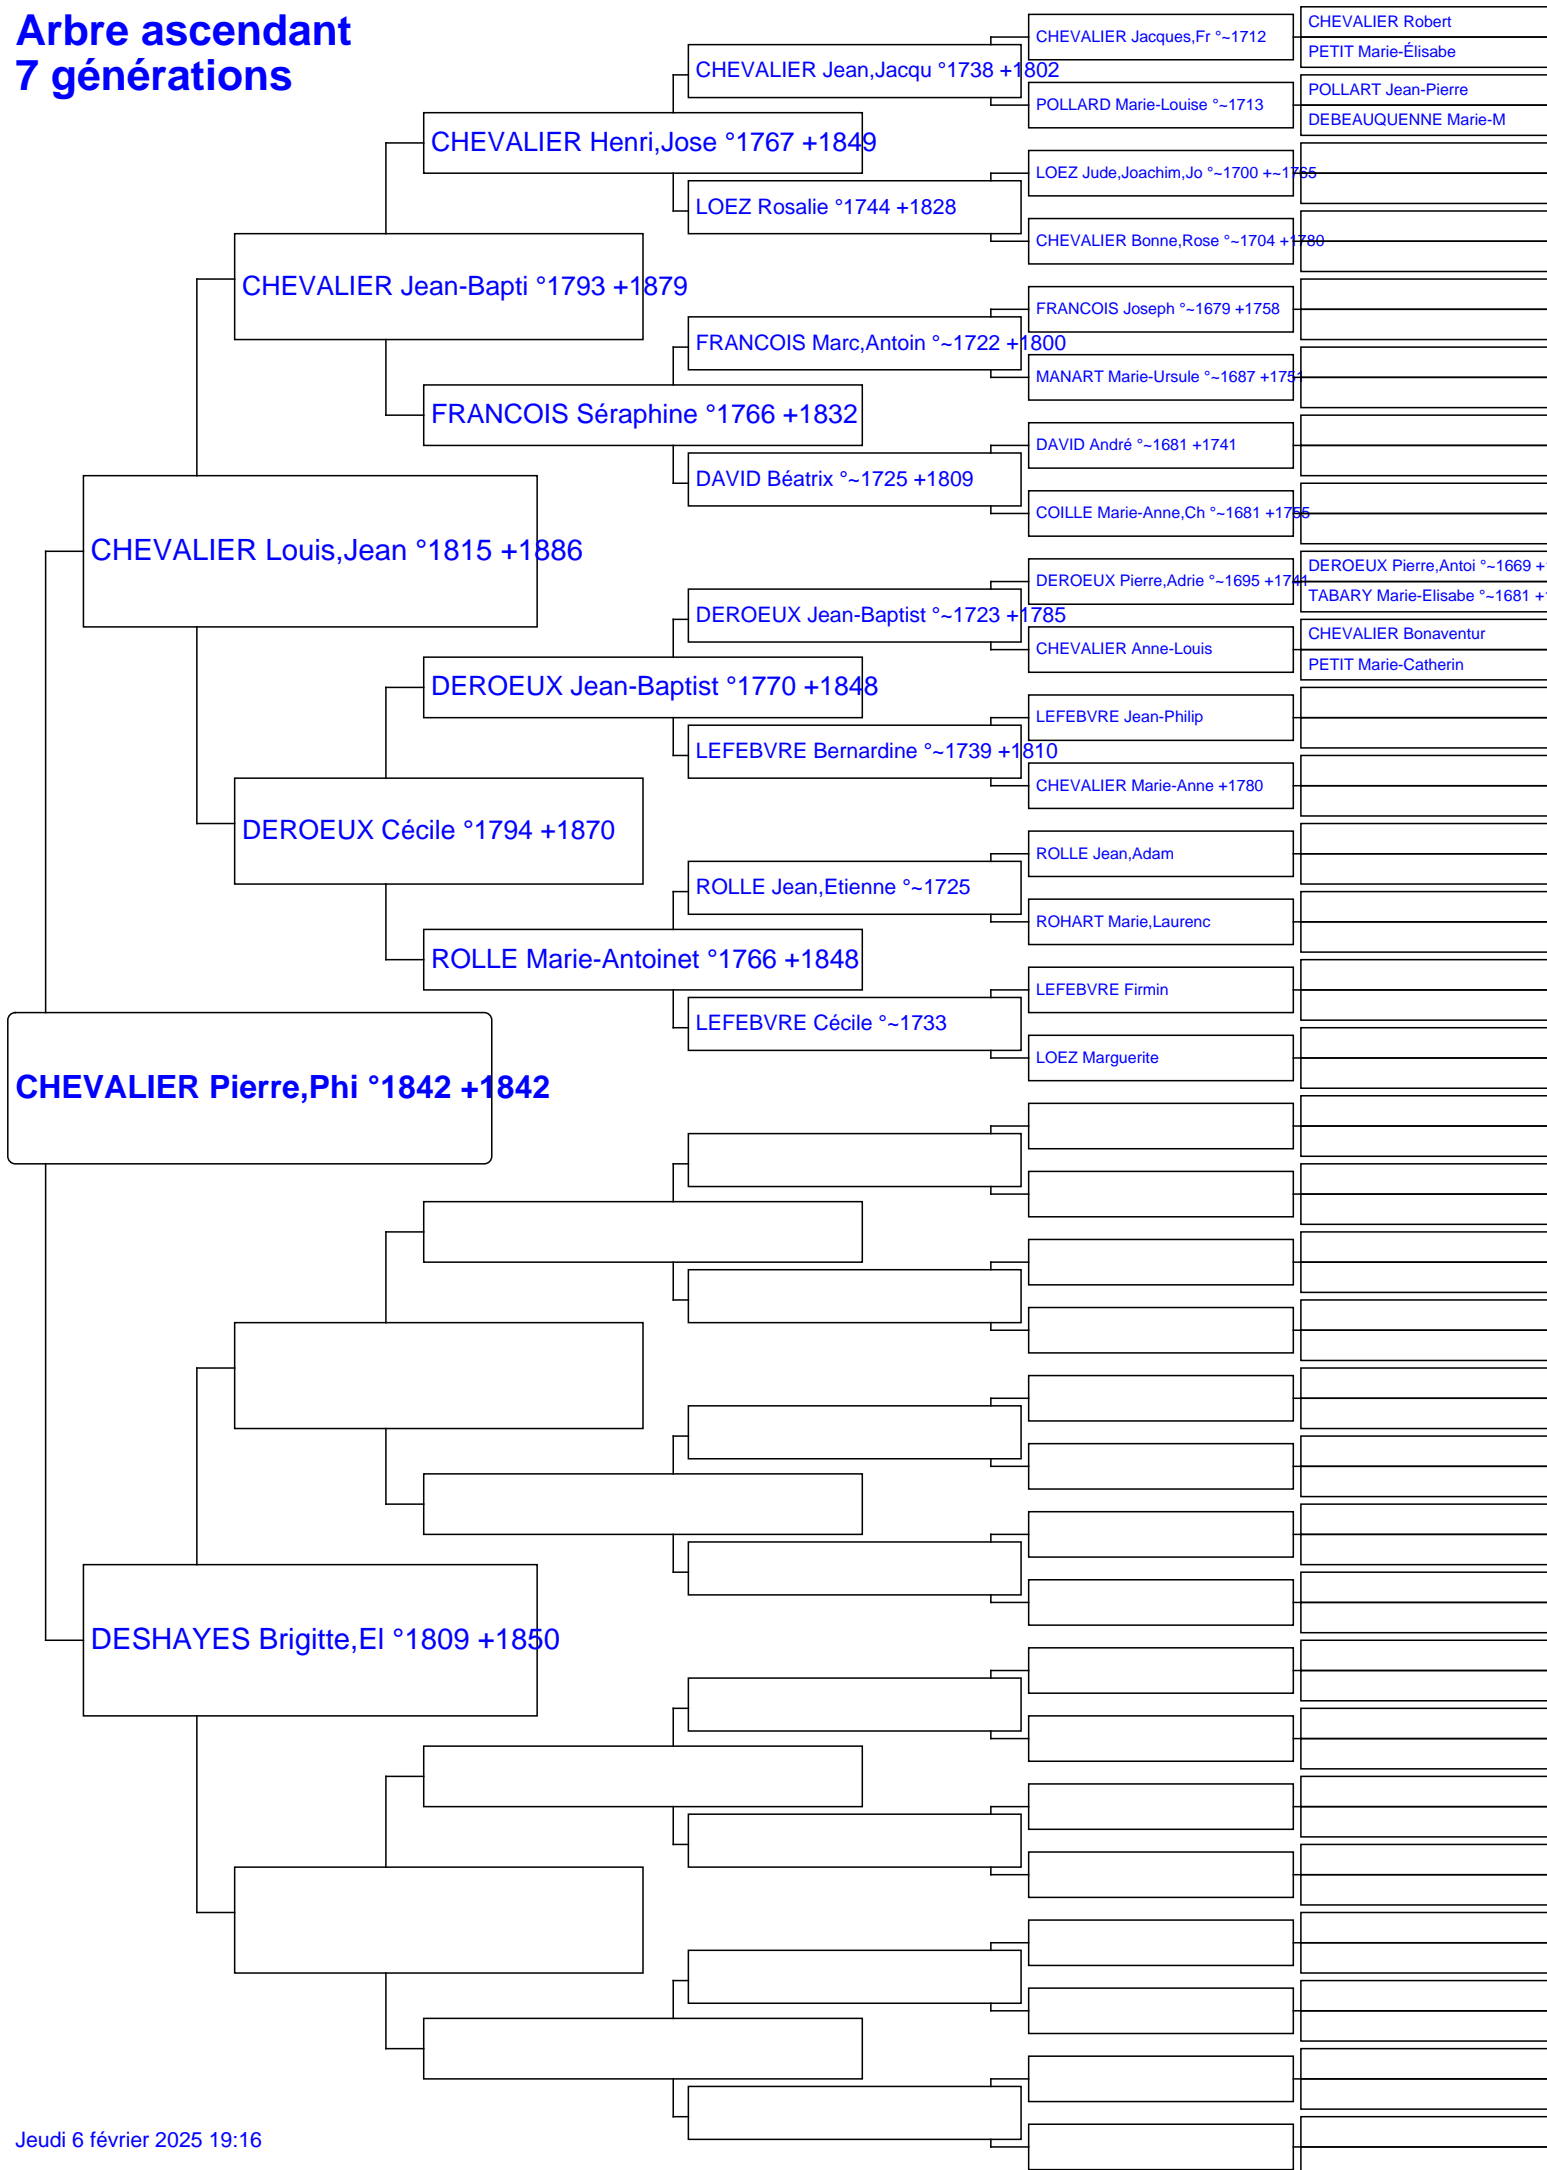 Arbre ascendant
7 générations
CHEVALIER Pierre,Phi °1842 +1842
CHEVALIER Louis,Jean °1815 +1886
DESHAYES Brigitte,El °1809 +1850
CHEVALIER Jean-Bapti °1793 +1879
DEROEUX Cécile °1794 +1870
CHEVALIER Henri,Jose °1767 +1849
FRANCOIS Séraphine °1766 +1832
DEROEUX Jean-Baptist °1770 +1848
ROLLE Marie-Antoinet °1766 +1848
CHEVALIER Jean,Jacqu °1738 +1802
LOEZ Rosalie °1744 +1828
FRANCOIS Marc,Antoin °~1722 +1800
DAVID Béatrix °~1725 +1809
DEROEUX Jean-Baptist °~1723 +1785
LEFEBVRE Bernardine °~1739 +1810
ROLLE Jean,Etienne °~1725
LEFEBVRE Cécile °~1733
CHEVALIER Jacques,Fr °~1712
POLLARD Marie-Louise °~1713
LOEZ Jude,Joachim,Jo °~1700 +~1765
CHEVALIER Bonne,Rose °~1704 +1780
FRANCOIS Joseph °~1679 +1758
MANART Marie-Ursule °~1687 +1751
DAVID André °~1681 +1741
COILLE Marie-Anne,Ch °~1681 +1755
DEROEUX Pierre,Adrie °~1695 +1741
CHEVALIER Anne-Louis
LEFEBVRE Jean-Philip
CHEVALIER Marie-Anne +1780
ROLLE Jean,Adam
ROHART Marie,Laurenc
LEFEBVRE Firmin
LOEZ Marguerite
CHEVALIER Robert
PETIT Marie-Élisabe
POLLART Jean-Pierre
DEBEAUQUENNE Marie-M
DEROEUX Pierre,Antoi °~1669
TABARY Marie-Elisabe °~1681
CHEVALIER Bonaventur
PETIT Marie-Catherin
Jeudi 6 février 2025 19:16